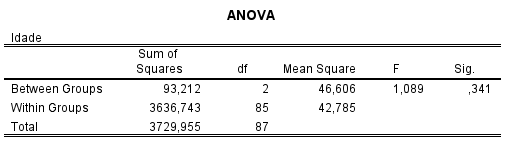 ANOVA
Idade
Sum of Squares df Mean Square F Sig.
Between Groups 93,212 2 46,606 1,089 ,341
Within Groups 3636,743 85 42,785
Total 3729,955 87